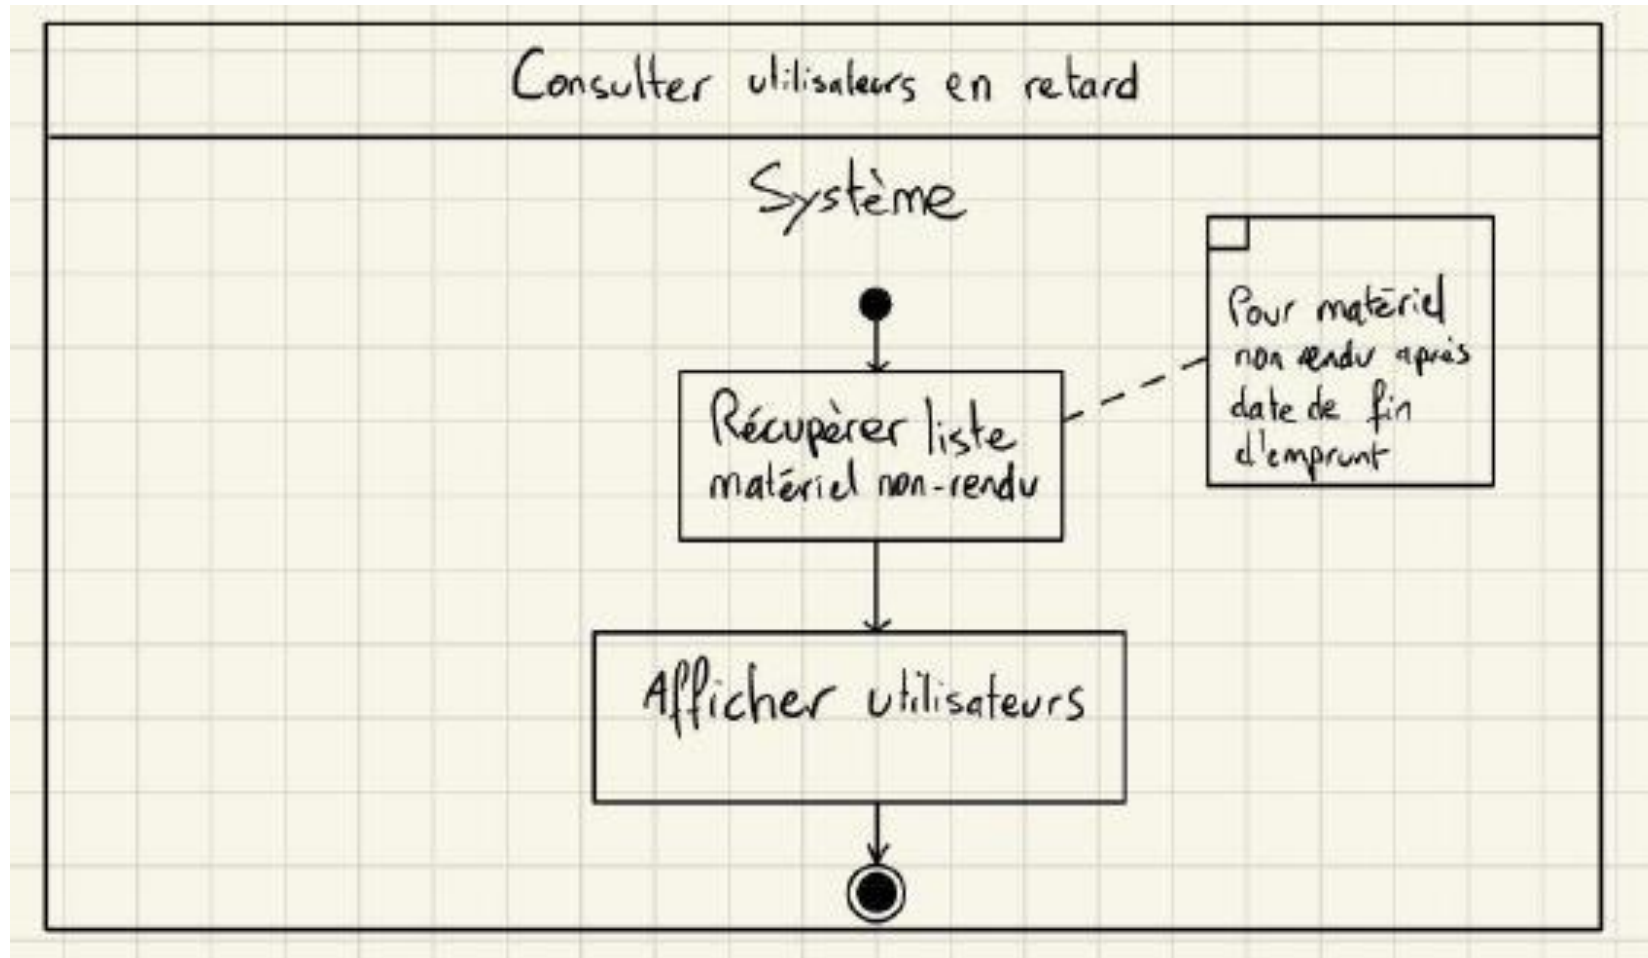 Consulter utilisateurs en retard
Système
Pour matériel
non rendu après
date de fin
d'emprunt
Récupèrer liste
matériel non-rendu
Afficher utilisateurs